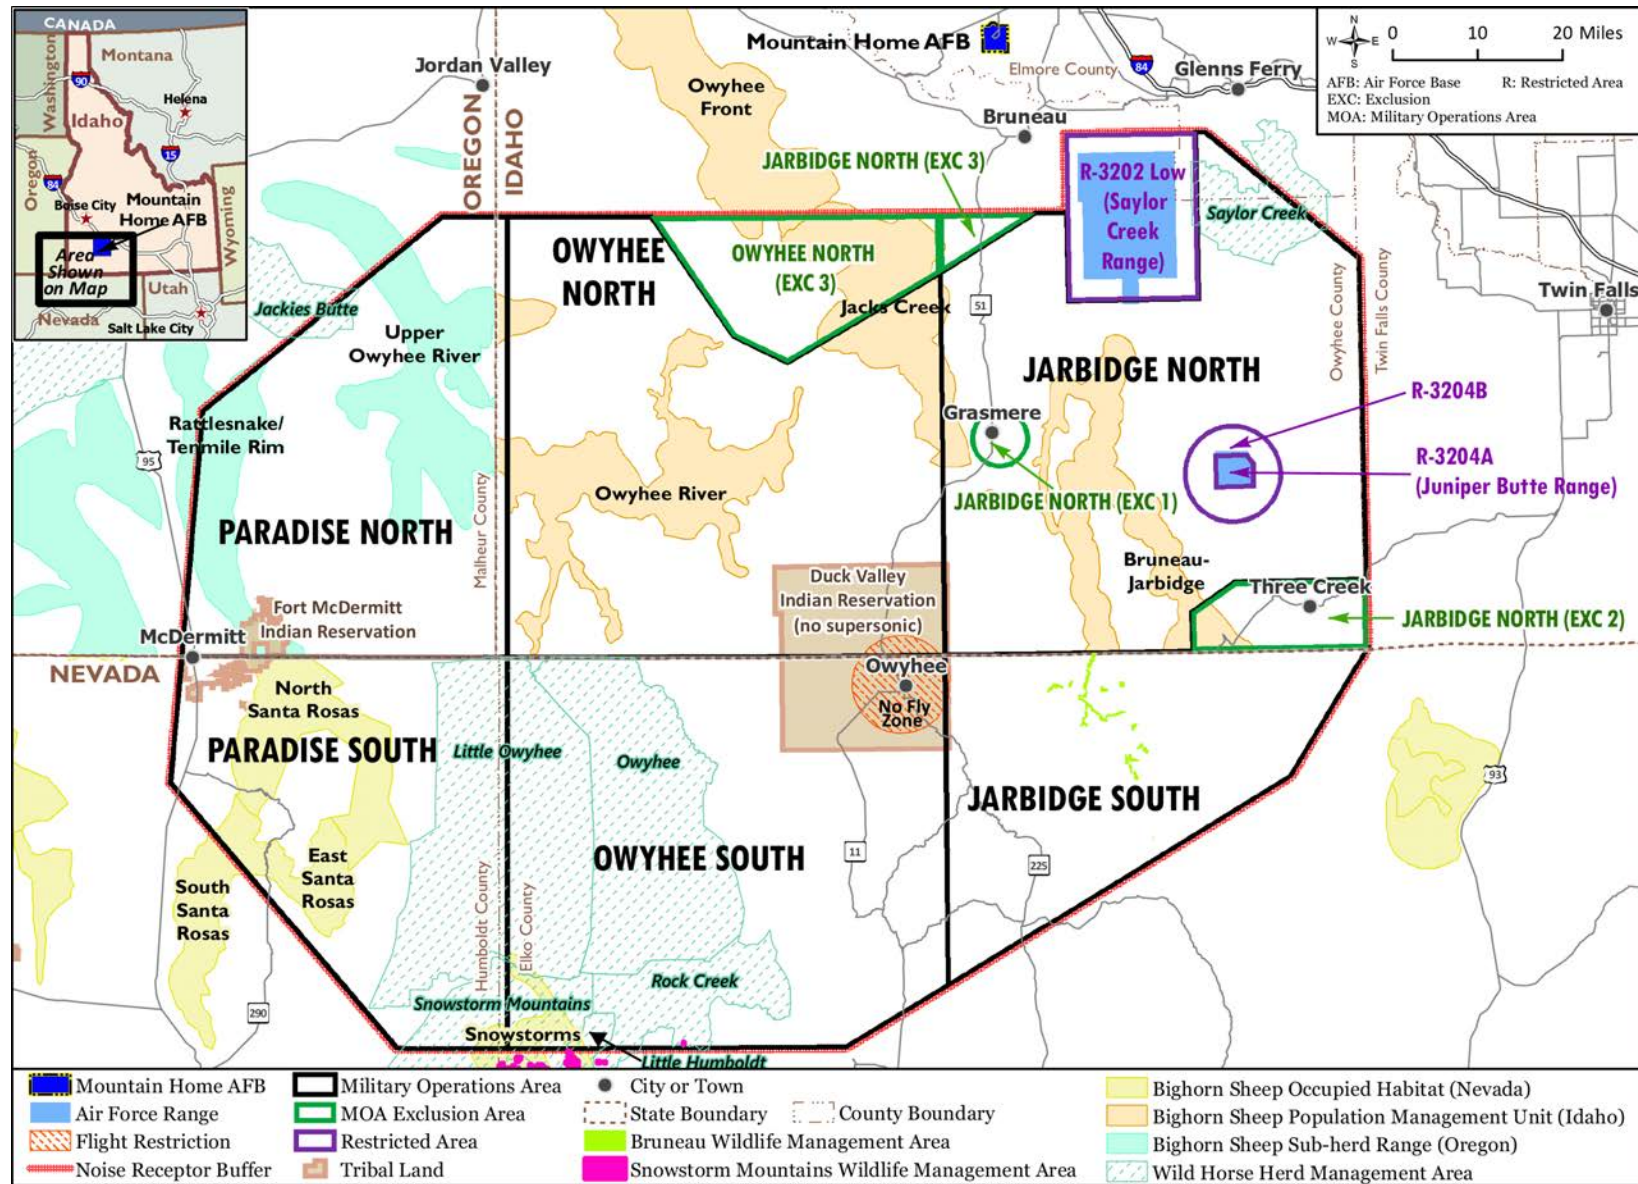 CANADA
Washington
Montana
90
Helena
Idaho
15
Oregon
84
Mountain
Home AFB
Boise City
Wyoming
Area
Shown
on Map
Utah
Nevada
Salt Lake City
Mountain Home AFB
N
W E
S
0 10 20 Miles
AFB: Air Force Base R: Restricted Area
EXC: Exclusion
MOA: Military Operations Area
Jordan Valley
Owyhee
Front
Elmore County
84
Glenns Ferry
OREGON
IDAHO
Bruneau
JARBIDGE NORTH (EXC 3)
R-3202 Low
(Saylor
Creek
Range)
Saylor Creek
OWYHEE
NORTH
OWYHEE NORTH
(EXC 3)
Jacks Creek
51
Owyhee County
Twin Falls County
Twin Falls
Jackies Butte
Upper
Owyhee River
JARBIDGE NORTH
R-3204B
Rattlesnake/
Tenmile Rim
Grasmere
95
R-3204A
(Juniper Butte Range)
Owyhee River
JARBIDGE NORTH (EXC 1)
PARADISE NORTH
Malheur County
Bruneau-
Jarbidge
Duck Valley
Indian Reservation
(no supersonic)
Three Creek
Fort McDermitt
Indian Reservation
JARBIDGE NORTH (EXC 2)
McDermitt
NEVADA
Owyhee
No Fly
Zone
North
Santa Rosas
PARADISE SOUTH
Little Owyhee
Owyhee
93
JARBIDGE SOUTH
OWYHEE SOUTH
11
225
East
Santa
Rosas
South
Santa
Rosas
Humboldt County
Elko County
Rock Creek
Snowstorm Mountains
290
Snowstorms
Little Humboldt
Mountain Home AFB
Air Force Range
Flight Restriction
Noise Receptor Buffer
Military Operations Area
MOA Exclusion Area
Restricted Area
Tribal Land
City or Town
State Boundary County Boundary
Bruneau Wildlife Management Area
Snowstorm Mountains Wildlife Management Area
Bighorn Sheep Occupied Habitat (Nevada)
Bighorn Sheep Population Management Unit (Idaho)
Bighorn Sheep Sub-herd Range (Oregon)
Wild Horse Herd Management Area